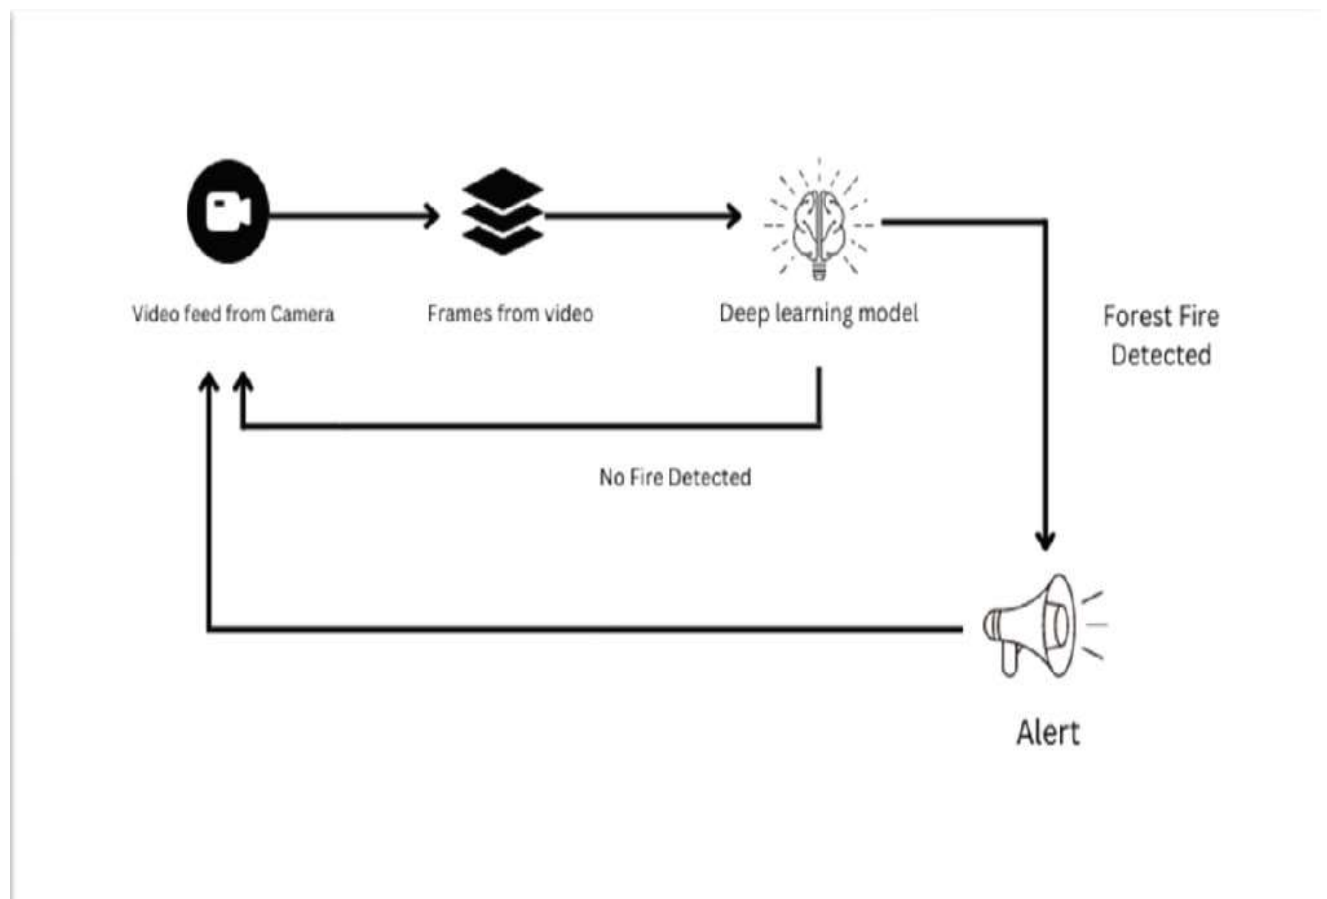 Video feed from Camera
Frames from video
Deep learning model
Forest Fire
Detected
No Fire Detected
Alert